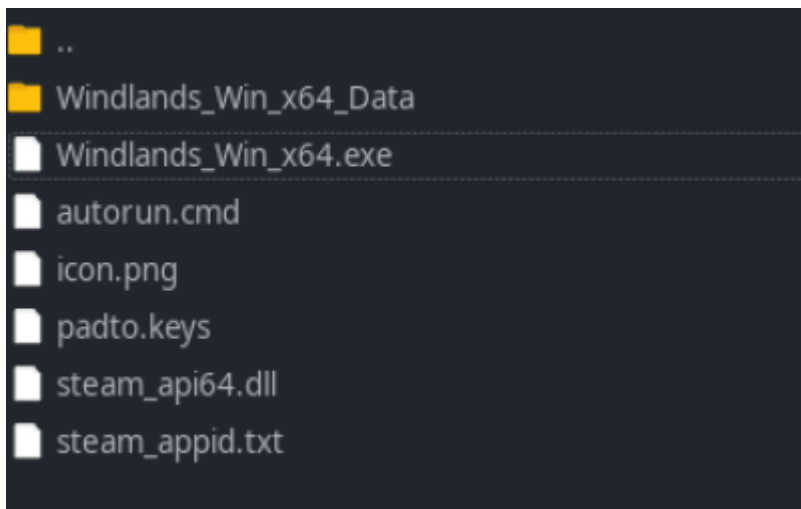 ..
Windlands_Win_x64_Data
Windlands_Win_x64.exe
autorun.cmd
icon.png
padto.keys
steam_api64.dll
steam_appid.txt